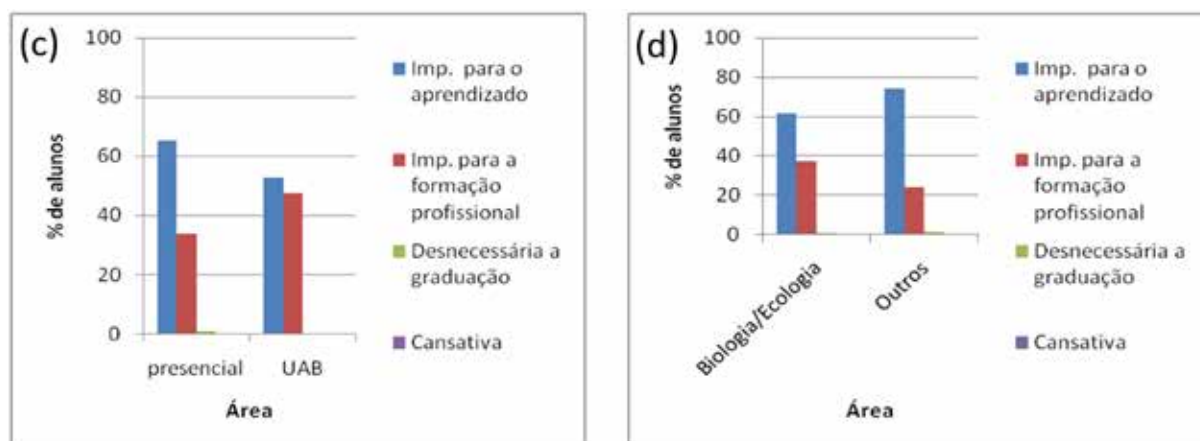 (c)
100
80
60
40
20
0
% de alunos
presencial
UAB
Área
Imp. para o
aprendizado
Imp. para a
formação
profissional
Desnecessária a
graduação
Cansativa
(d)
100
80
60
40
20
0
% de alunos
Biologia/Ecologia
Outros
Área
Imp. para o
aprendizado
Imp. para a
formação
profissional
Desnecessária a
graduação
Cansativa